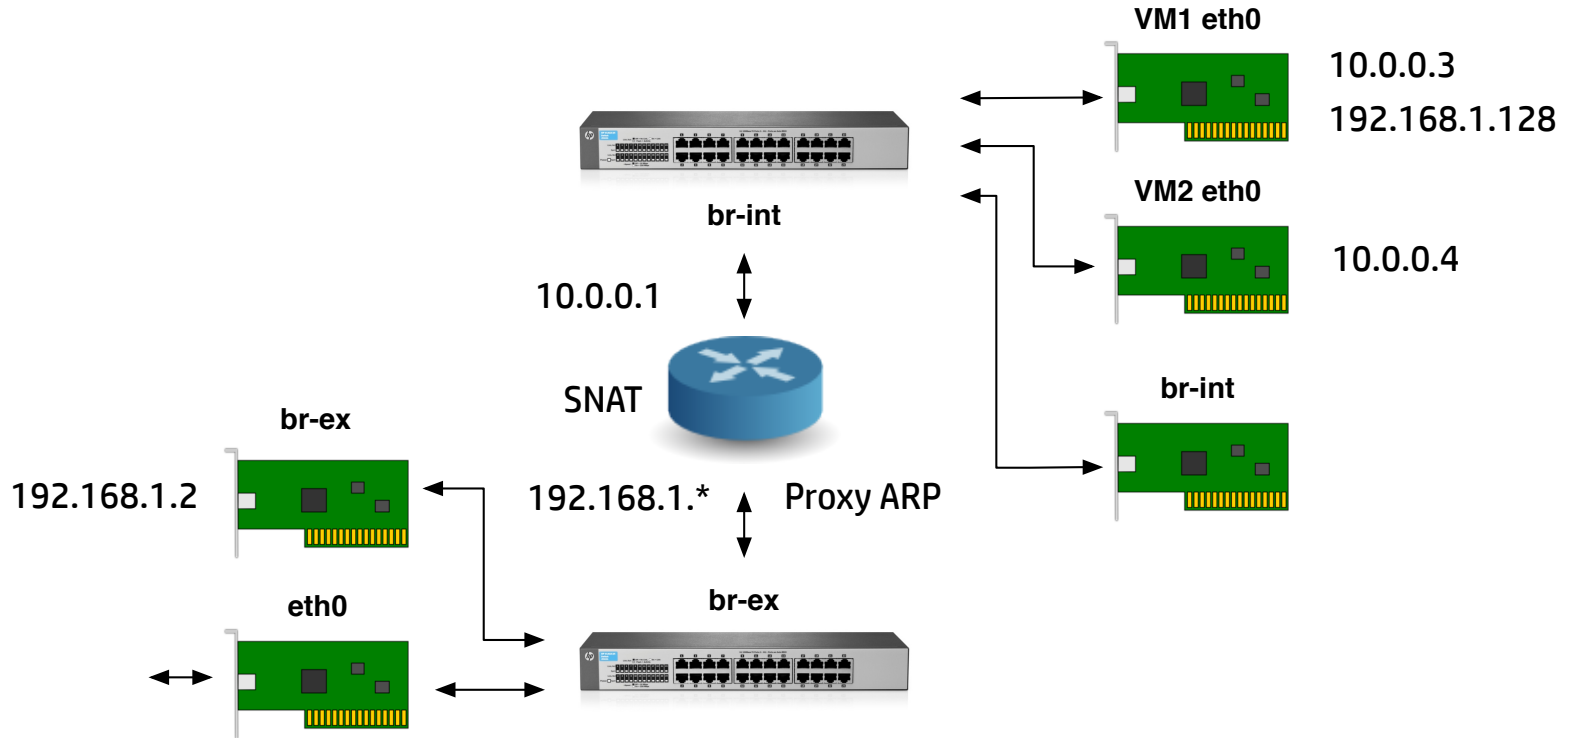 VM1 eth0
10.0.0.3
192.168.1.128
br-int
VM2 eth0
10.0.0.4
10.0.0.1
SNAT
br-int
br-ex
192.168.1.2
192.168.1.*
Proxy ARP
eth0
br-ex